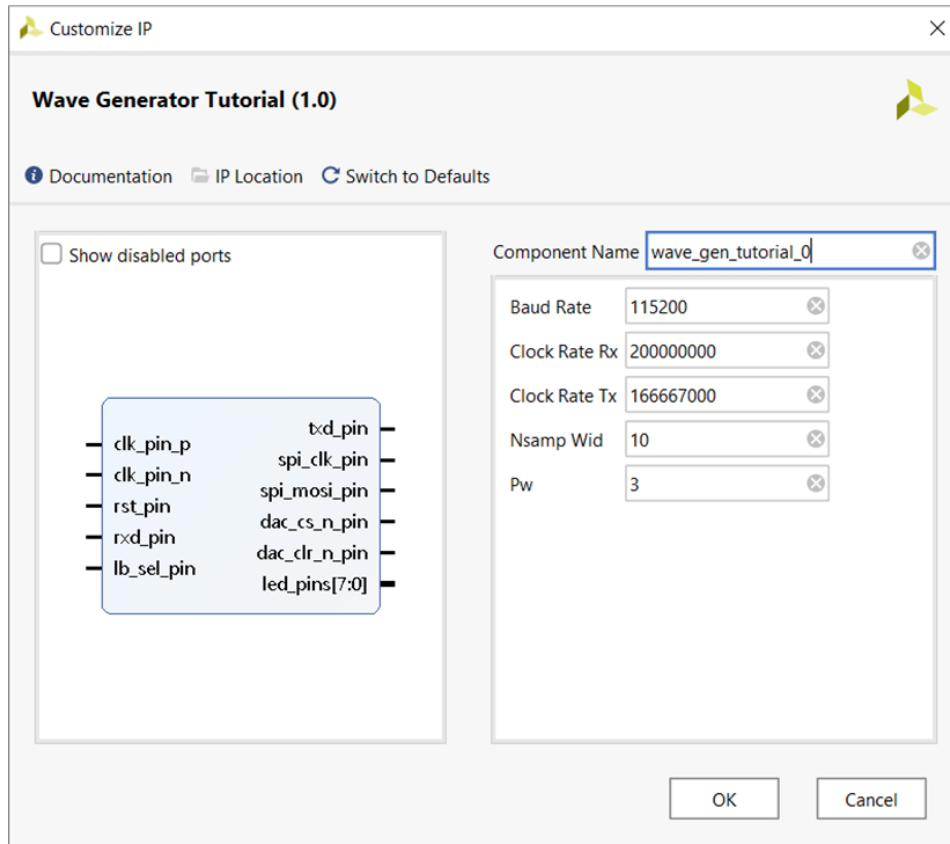 Customize IP
Wave Generator Tutorial (1.0)
Documentation IP Location Switch to Defaults
Show disabled ports
clk_pin_p
clk_pin_n
rst_pin
rxd_pin
lb_sel_pin
txd_pin
spi_clk_pin
spi_mosi_pin
dac_cs_n_pin
dac_clr_n_pin
led_pins[7:0]
Component Name wave_gen_tutorial_0
Baud Rate 115200
Clock Rate Rx 200000000
Clock Rate Tx 166667000
Nsamp Wid 10
Pw 3
OK Cancel